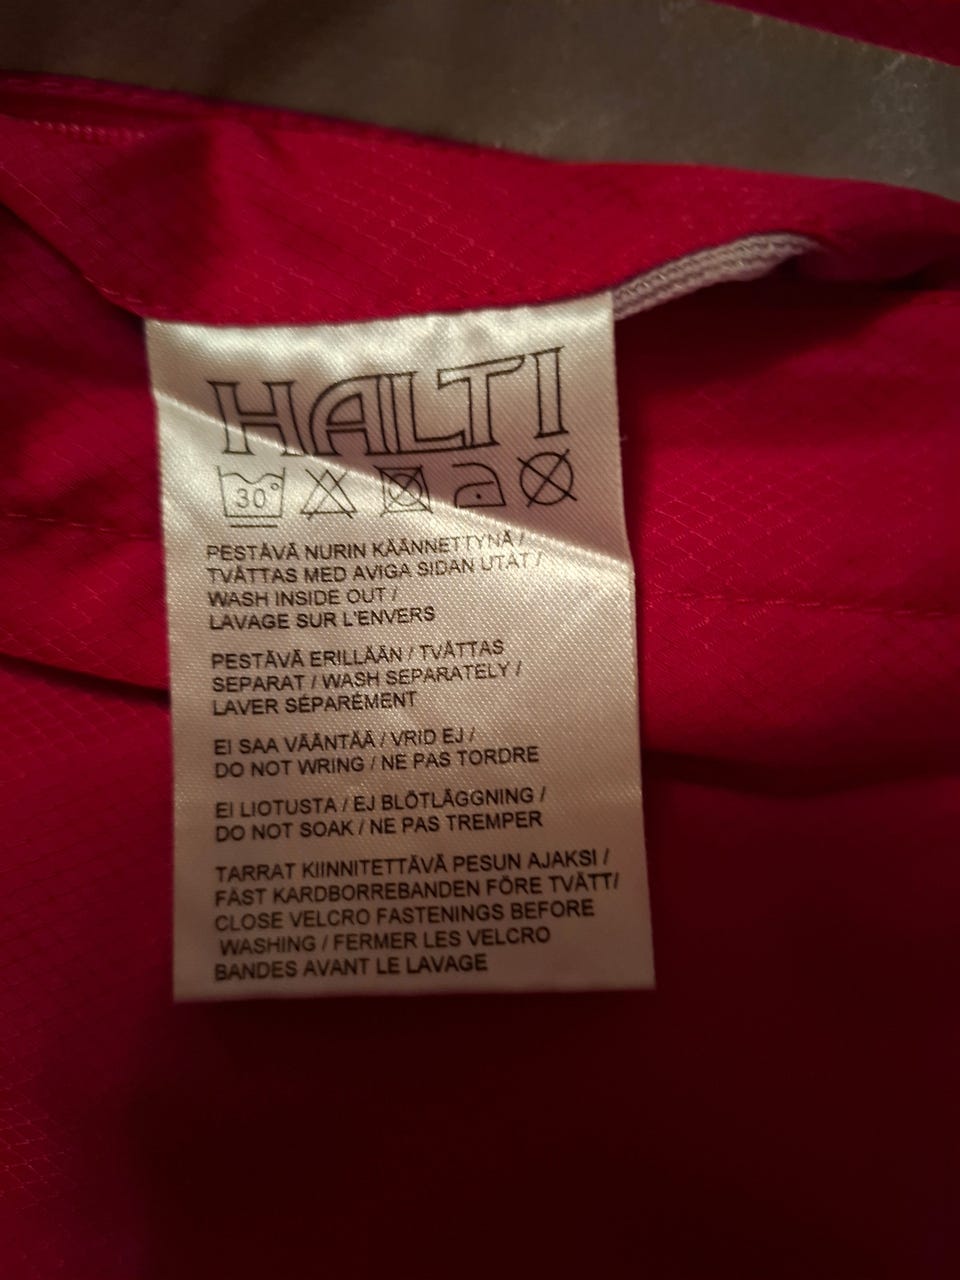 HALTI
30°
PESTÄVÄ NURIN KÄÄNNETTYNÄ /
TVÄTTAS MED AVIGA SIDAN UTÅT /
WASH INSIDE OUT /
LAVAGE SUR L'ENVERS
PESTÄVÄ ERILLÄÄN / TVÄTTAS
SEPARAT / WASH SEPARATELY /
LAVER SÉPARÉMENT
EI SAA VÄÄNTÄÄ / VRID EJ /
DO NOT WRING / NE PAS TORDRE
EI LIOTUSTA / EJ BLÖTLÄGGNING /
DO NOT SOAK / NE PAS TREMPER
TARRAT KIINNITETTÄVÄ PESUN AJAKSI /
FÄST KARDBORREBANDEN FÖRE TVÄTT/
CLOSE VELCRO FASTENINGS BEFORE
WASHING / FERMER LES VELCRO
BANDES AVANT LE LAVAGE